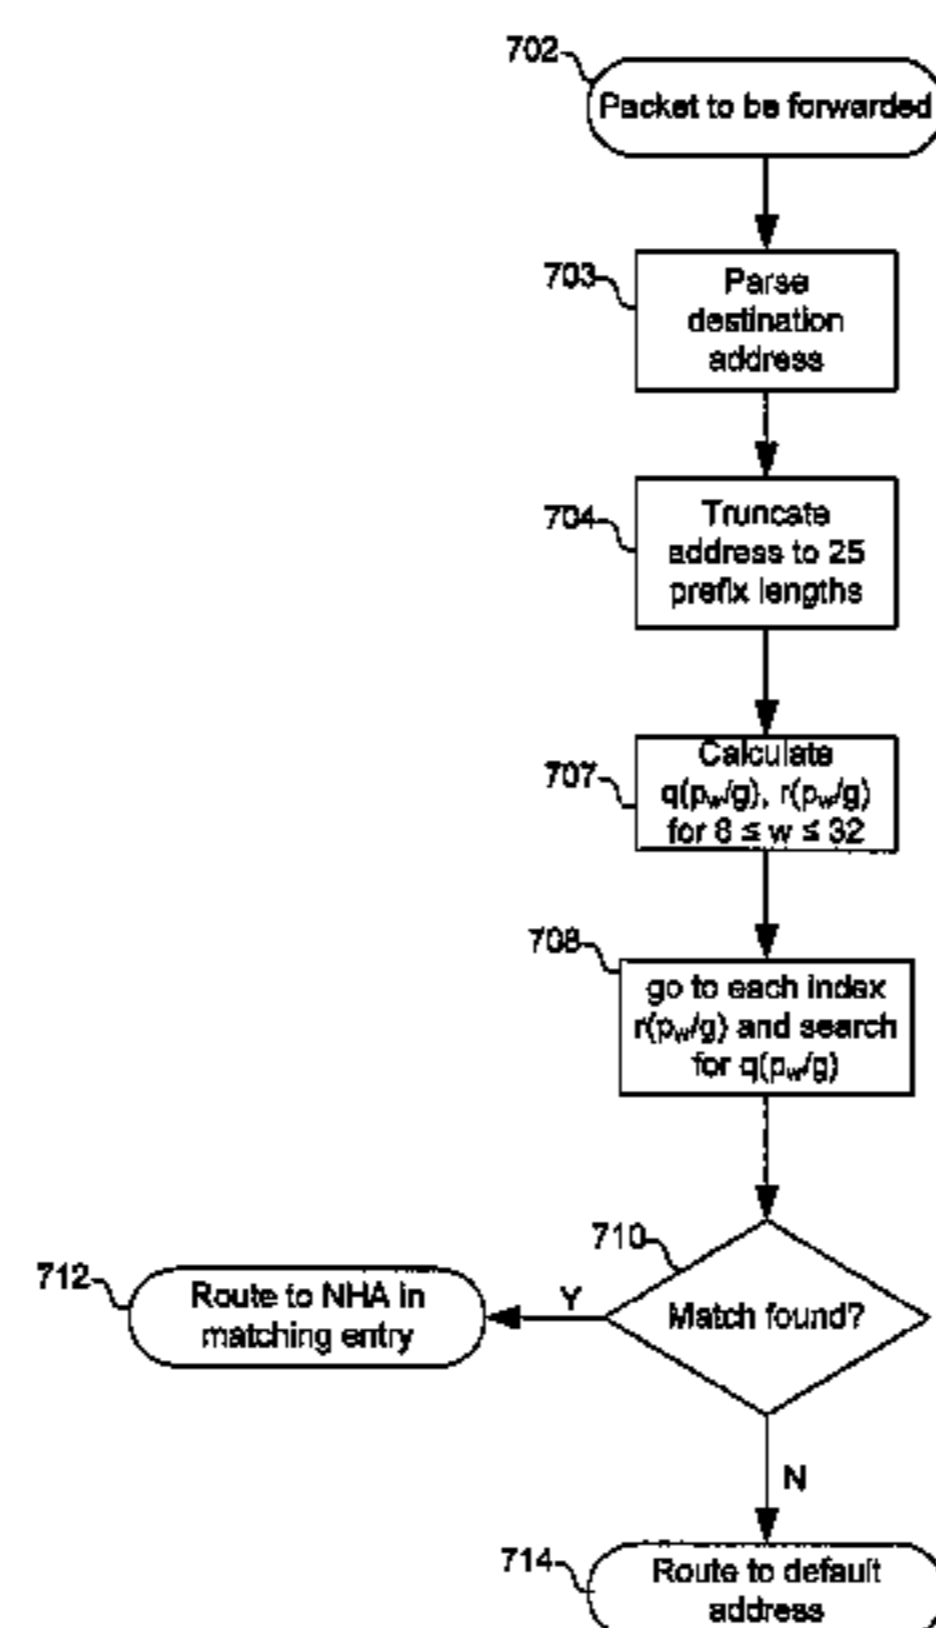 702
Packet to be forwarded
703
Parse
destination
address
704
Truncate
address to 25
prefix lengths
707
Calculate
q(pw/g), r(pw/g)
for 8 ≤ w ≤ 32
708
go to each index
r(pw/g) and search
for q(pw/g)
710
Match found?
Y
712
Route to NHA in
matching entry
N
714
Route to default
address